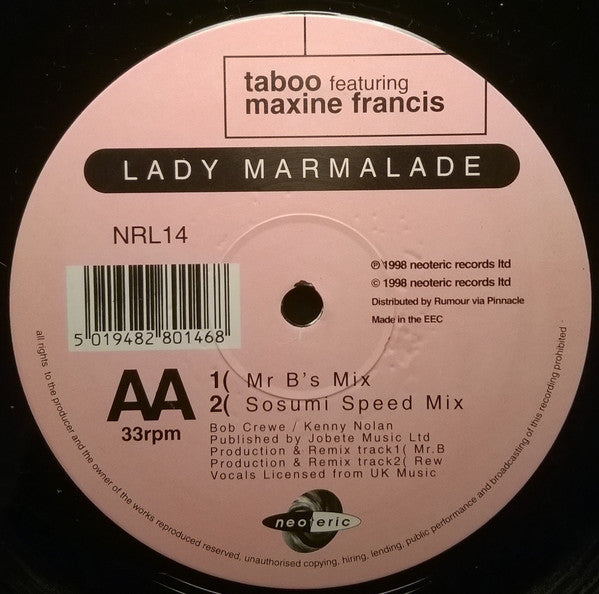 taboo featuring
maxine francis
LADY MARMALADE
NRL14
℗ 1998 neoteric records ltd
© 1998 neoteric records ltd
Distributed by Rumour via Pinnacle
Made in the EEC
5 019482 801468
AA
33rpm
1( Mr B's Mix
2( Sosumi Speed Mix
Bob Crewe / Kenny Nolan
Published by Jobete Music Ltd
Production & Remix track1( Mr.B
Production & Remix track2( Rew
Vocals Licensed from UK Music
neoteric
all rights to the producer and the owner of the works reproduced reserved, unauthorised copying, hiring, lending, public performance and broadcasting of this recording prohibited.